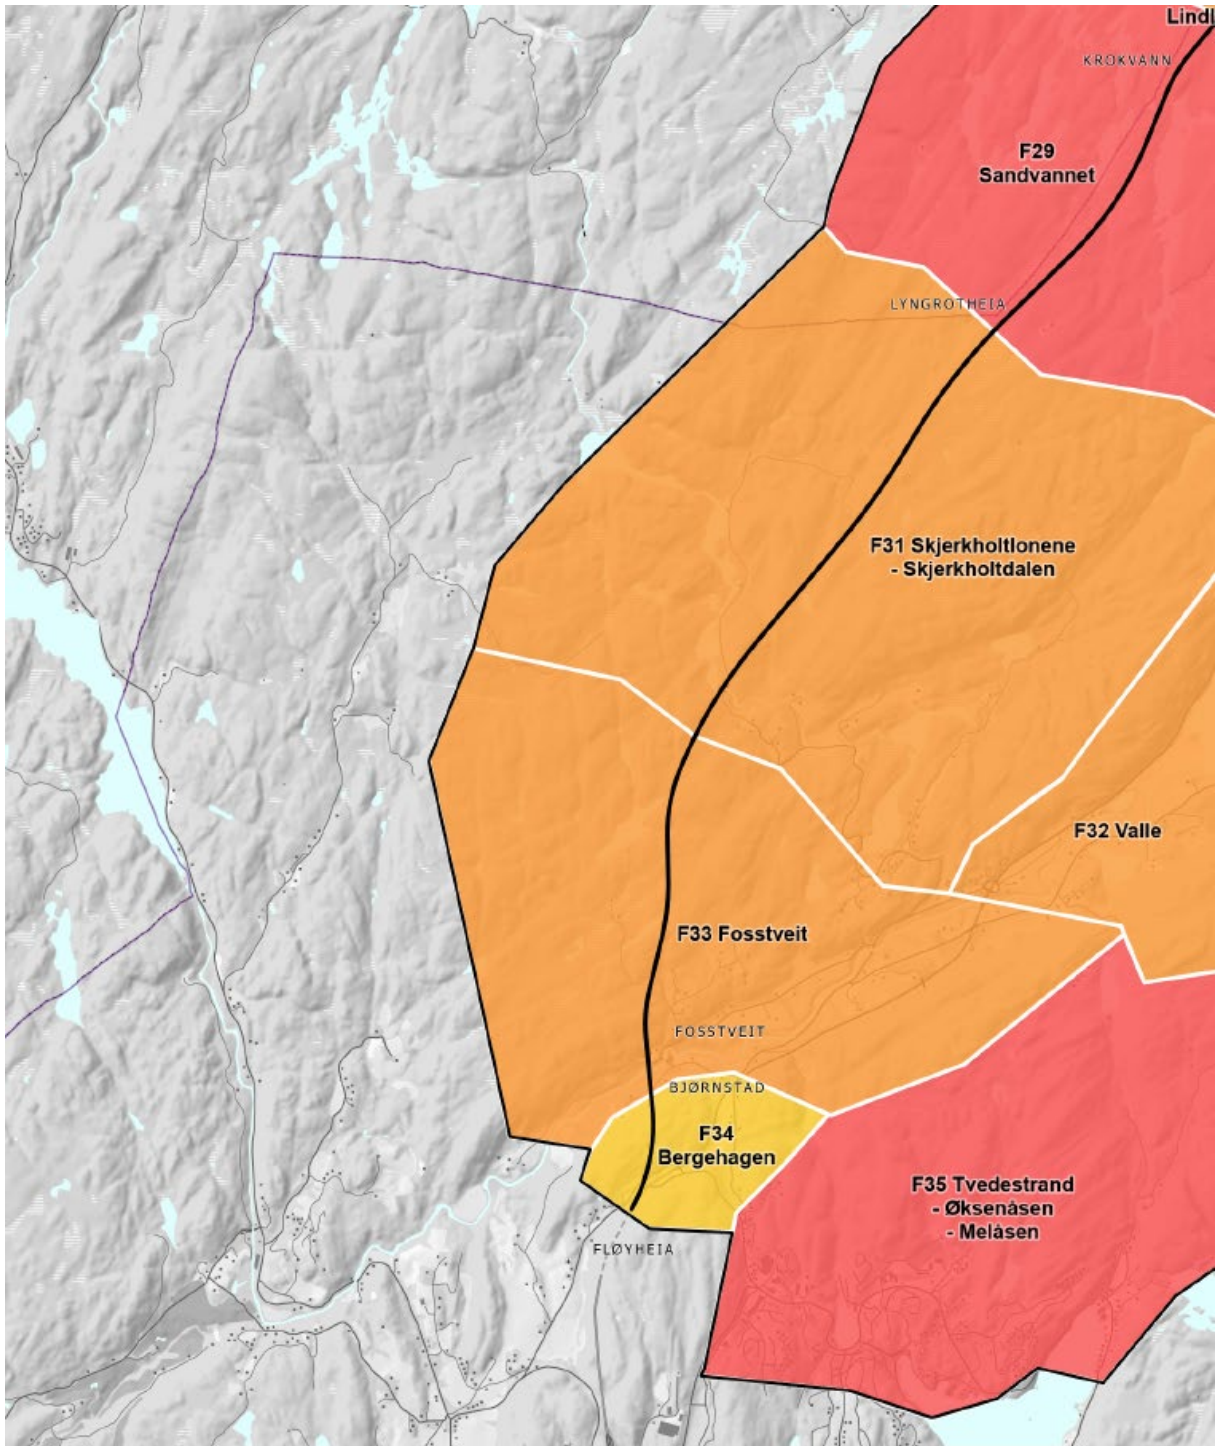 Lindl
KROKVANN
F29
Sandvannet
LYNGROTHEIA
F31 Skjerkholtlonene
- Skjerkholtdalen
F32 Valle
F33 Fosstveit
FOSSTVEIT
BJØRNSTAD
F34
Bergehagen
F35 Tvedestrand
- Øksenåsen
- Melåsen
FLØYHEIA